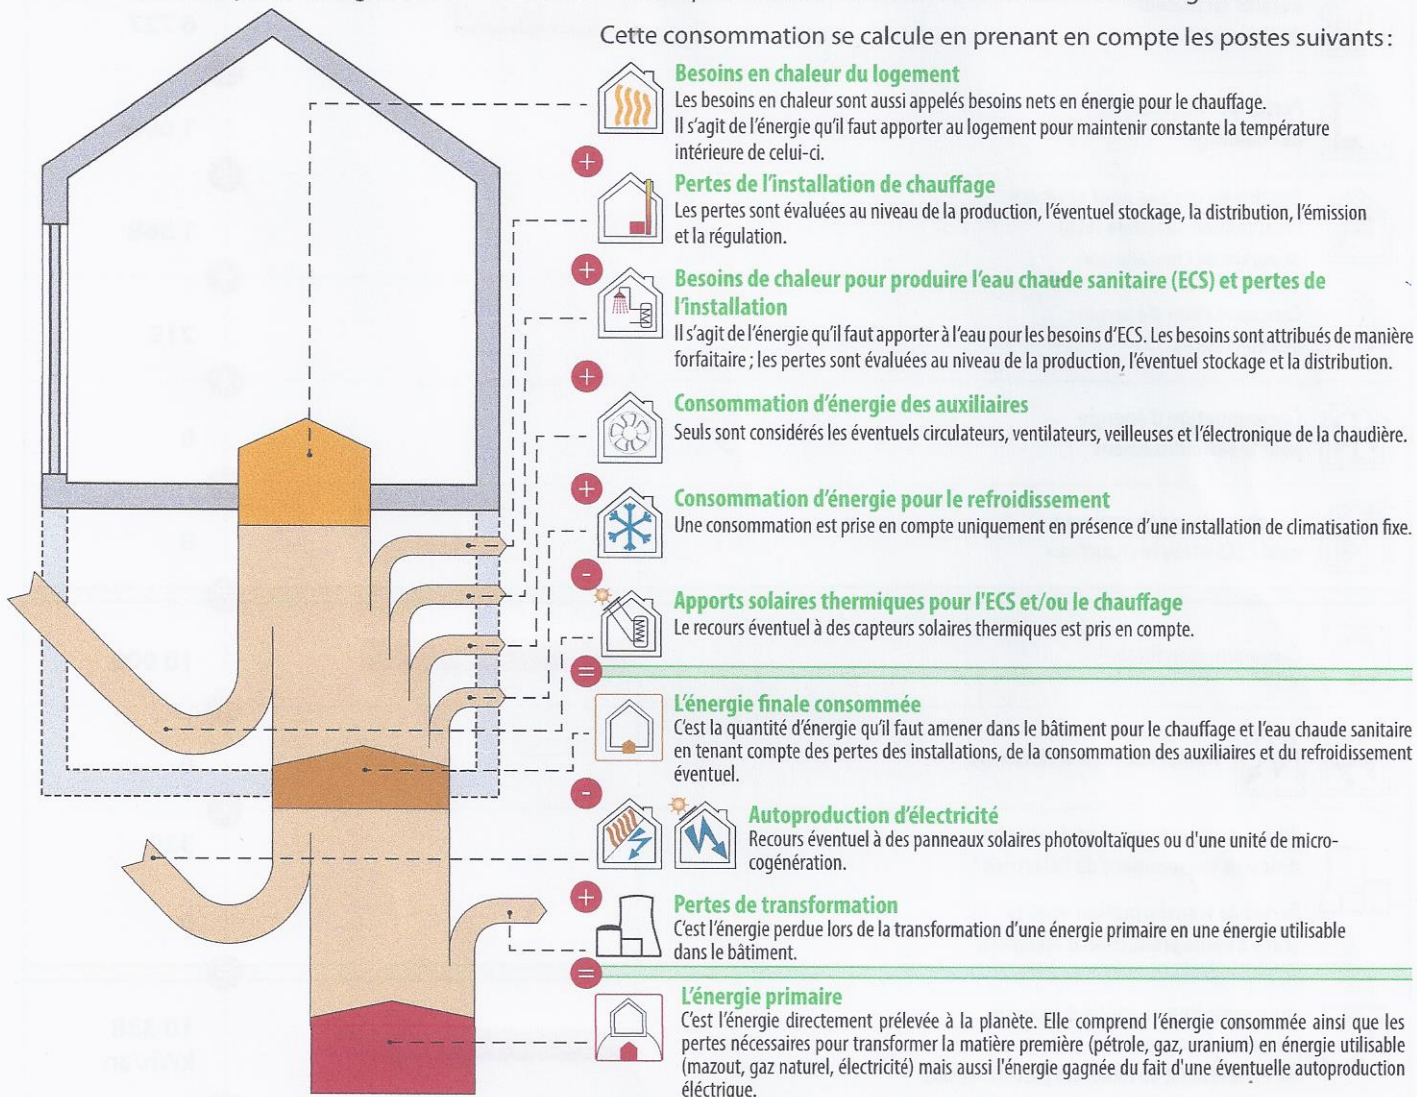 Cette consommation se calcule en prenant en compte les postes suivants :
Besoins en chaleur du logement
Les besoins en chaleur sont aussi appelés besoins nets en énergie pour le chauffage.
Il s'agit de l'énergie qu'il faut apporter au logement pour maintenir constante la température
intérieure de celui-ci.
+
Pertes de l'installation de chauffage
Les pertes sont évaluées au niveau de la production, l'éventuel stockage, la distribution, l'émission
et la régulation.
+
Besoins de chaleur pour produire l'eau chaude sanitaire (ECS) et pertes de
l'installation
Il s'agit de l'énergie qu'il faut apporter à l'eau pour les besoins d'ECS. Les besoins sont attribués de manière
forfaitaire ; les pertes sont évaluées au niveau de la production, l'éventuel stockage et la distribution.
+
Consommation d'énergie des auxiliaires
Seuls sont considérés les éventuels circulateurs, ventilateurs, veilleuses et l'électronique de la chaudière.
+
Consommation d'énergie pour le refroidissement
Une consommation est prise en compte uniquement en présence d'une installation de climatisation fixe.
-
Apports solaires thermiques pour l'ECS et/ou le chauffage
Le recours éventuel à des capteurs solaires thermiques est pris en compte.
=
L'énergie finale consommée
C'est la quantité d'énergie qu'il faut amener dans le bâtiment pour le chauffage et l'eau chaude sanitaire
en tenant compte des pertes des installations, de la consommation des auxiliaires et du refroidissement
éventuel.
-
Autoproduction d'électricité
Recours éventuel à des panneaux solaires photovoltaïques ou d'une unité de micro-
cogénération.
+
Pertes de transformation
C'est l'énergie perdue lors de la transformation d'une énergie primaire en une énergie utilisable
dans le bâtiment.
=
L'énergie primaire
C'est l'énergie directement prélevée à la planète. Elle comprend l'énergie consommée ainsi que les
pertes nécessaires pour transformer la matière première (pétrole, gaz, uranium) en énergie utilisable
(mazout, gaz naturel, électricité) mais aussi l'énergie gagnée du fait d'une éventuelle autoproduction
éléctrique.